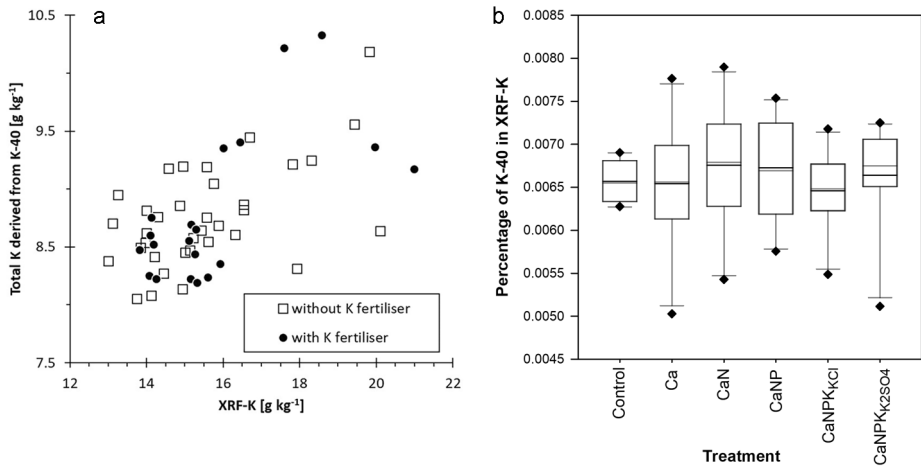 a
Total K derived from K-40 [g kg⁻¹]
10.5
9.5
8.5
7.5
12 14 16 18 20 22
XRF-K [g kg⁻¹]
without K fertiliser
with K fertiliser
b
Percentage of K-40 in XRF-K
0.0085
0.0080
0.0075
0.0070
0.0065
0.0060
0.0055
0.0050
0.0045
Control
Ca
CaN
CaNP
CaNPK_KCl
CaNPK_K2SO4
Treatment